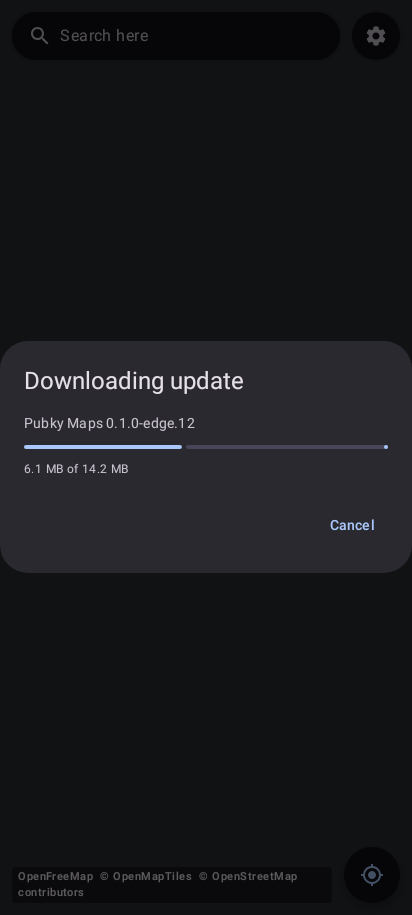 Search here
Downloading update
Pubky Maps 0.1.0-edge.12
6.1 MB of 14.2 MB
Cancel
OpenFreeMap © OpenMapTiles © OpenStreetMap
contributors